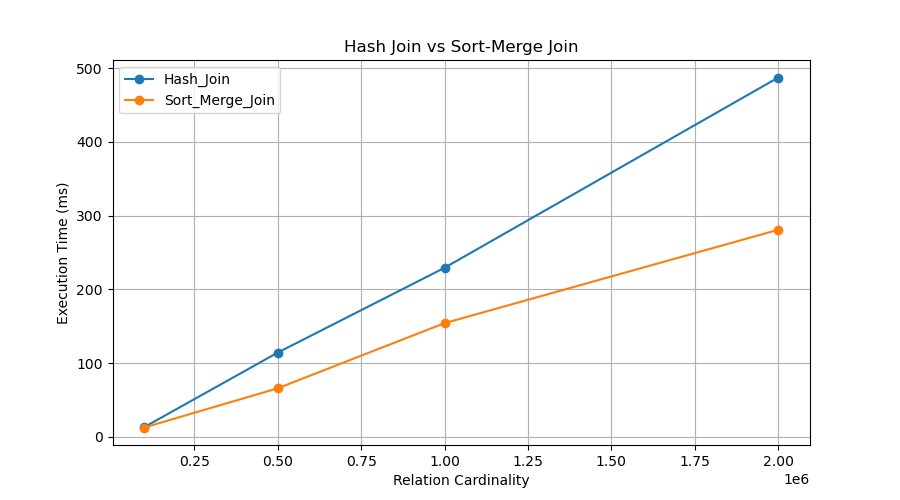 Hash Join vs Sort-Merge Join
Hash_Join
Sort_Merge_Join
Execution Time (ms)
500
400
300
200
100
0
0.25 0.50 0.75 1.00 1.25 1.50 1.75 2.00
1e6
Relation Cardinality